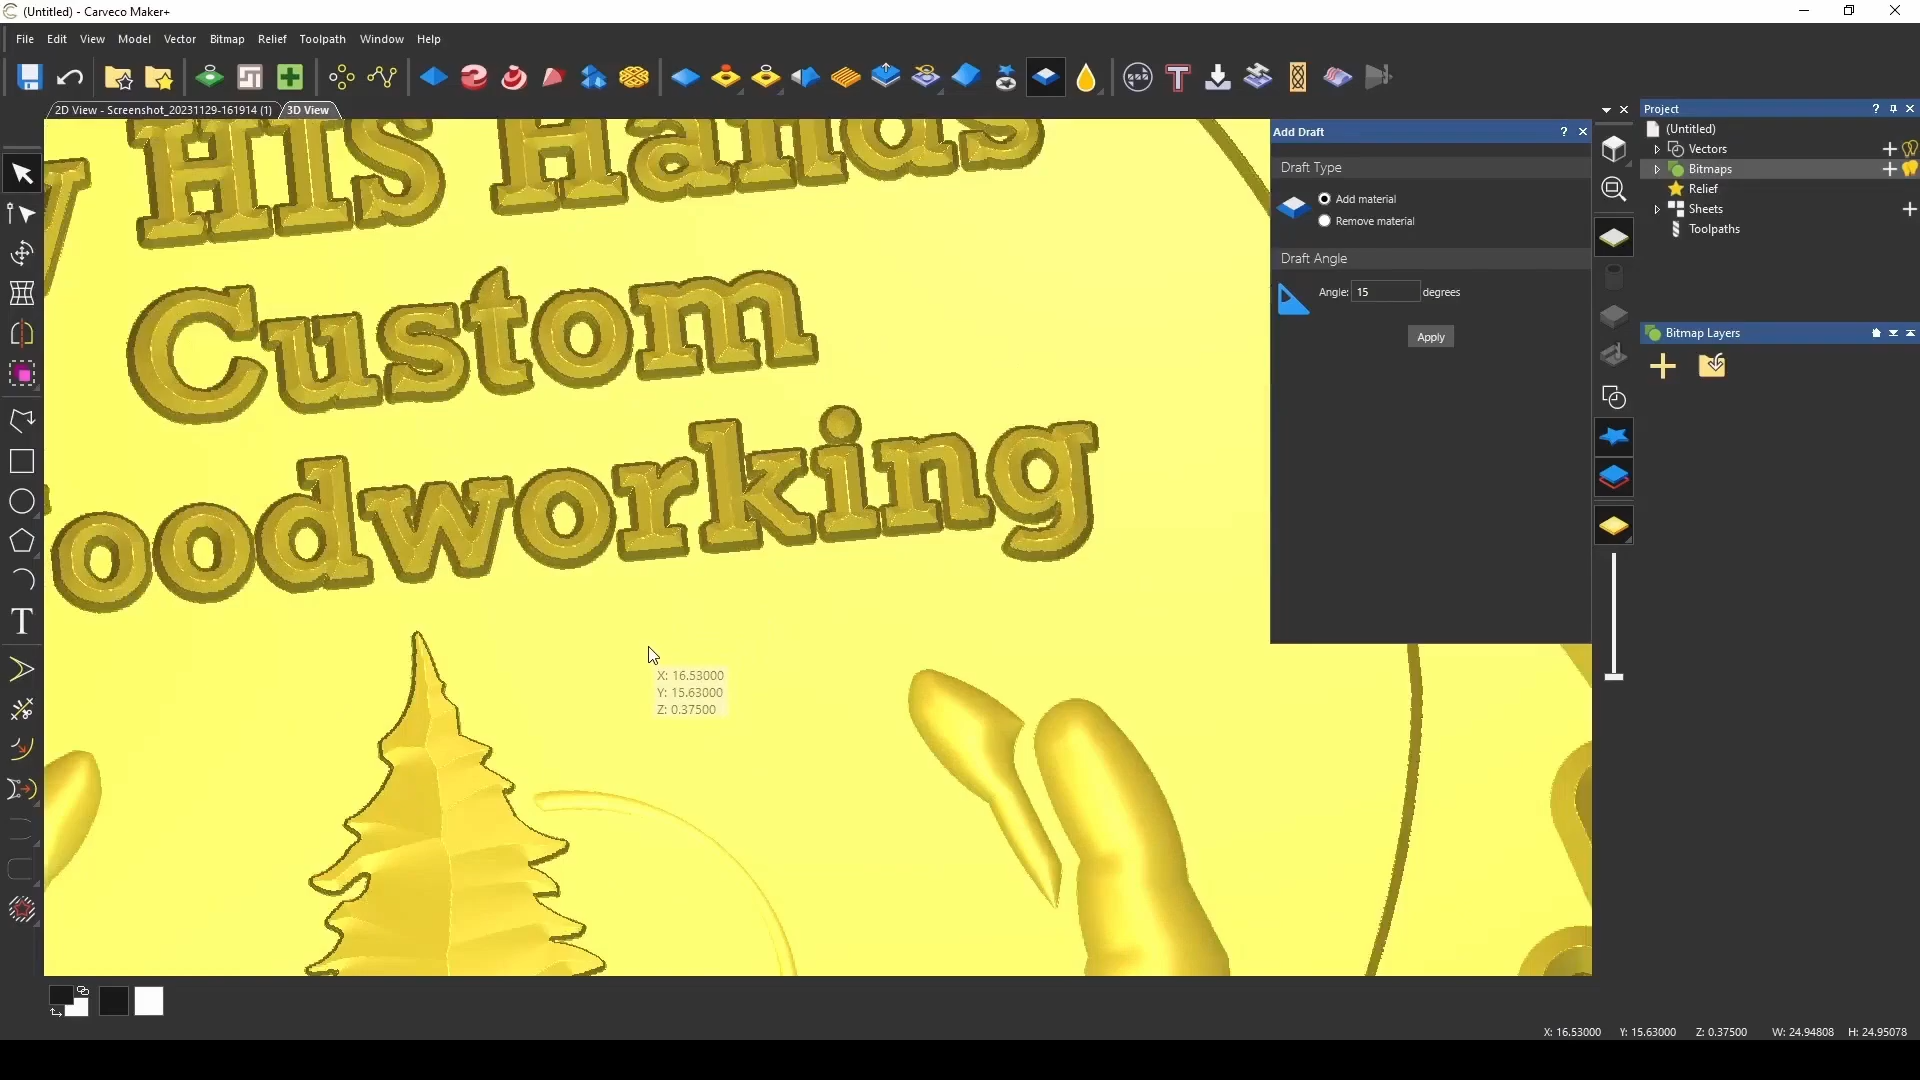 (Untitled) - Carveco Maker+
File Edit View Model Vector Bitmap Relief Toolpath Window Help
2D View - Screenshot_20231129-161914 (1) 3D View
HIS Hands
Custom
oodworking
X: 16.53000
Y: 15.63000
Z: 0.37500
Add Draft ?
Draft Type
Add material
Remove material
Draft Angle
Angle: 15 degrees
Apply
Project ?
(Untitled)
Vectors
Bitmaps
Relief
Sheets
Toolpaths
Bitmap Layers
X: 16.53000 Y: 15.63000 Z: 0.37500 W: 24.94808 H: 24.95078